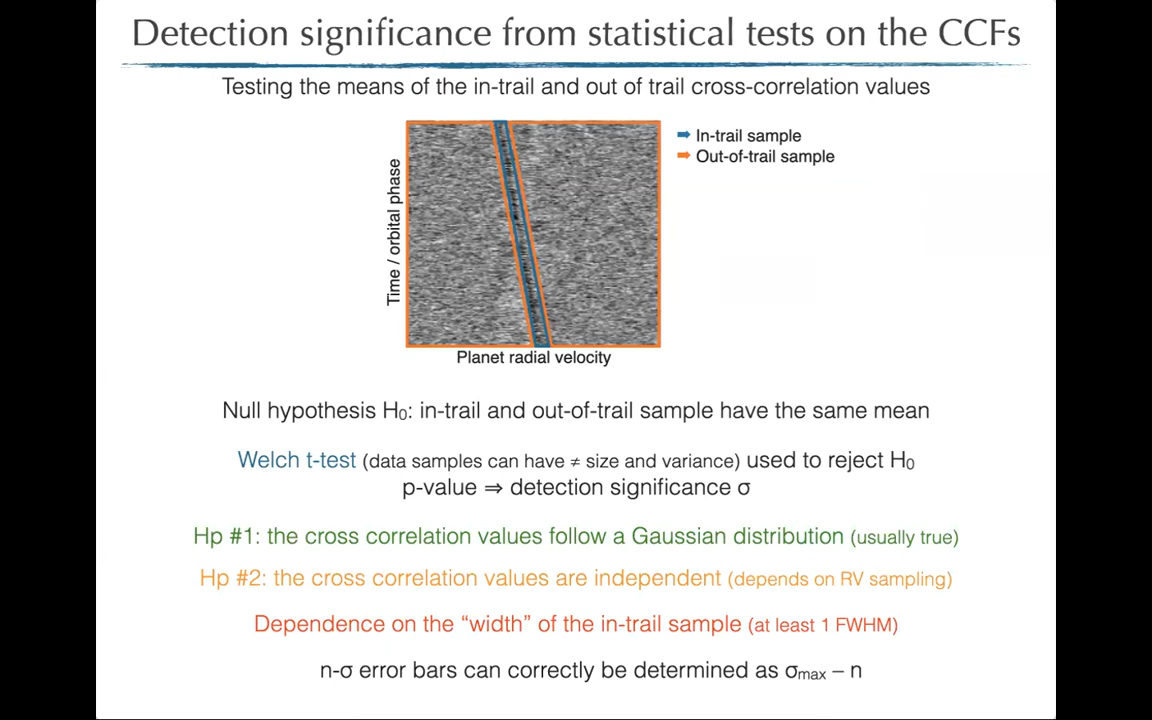 Detection significance from statistical tests on the CCFs
Testing the means of the in-trail and out of trail cross-correlation values
In-trail sample
Out-of-trail sample
Time / orbital phase
Planet radial velocity
Null hypothesis H₀: in-trail and out-of-trail sample have the same mean
Welch t-test (data samples can have ≠ size and variance) used to reject H₀
p-value ⇒ detection significance σ
Hp #1: the cross correlation values follow a Gaussian distribution (usually true)
Hp #2: the cross correlation values are independent (depends on RV sampling)
Dependence on the “width” of the in-trail sample (at least 1 FWHM)
n-σ error bars can correctly be determined as σmax – n